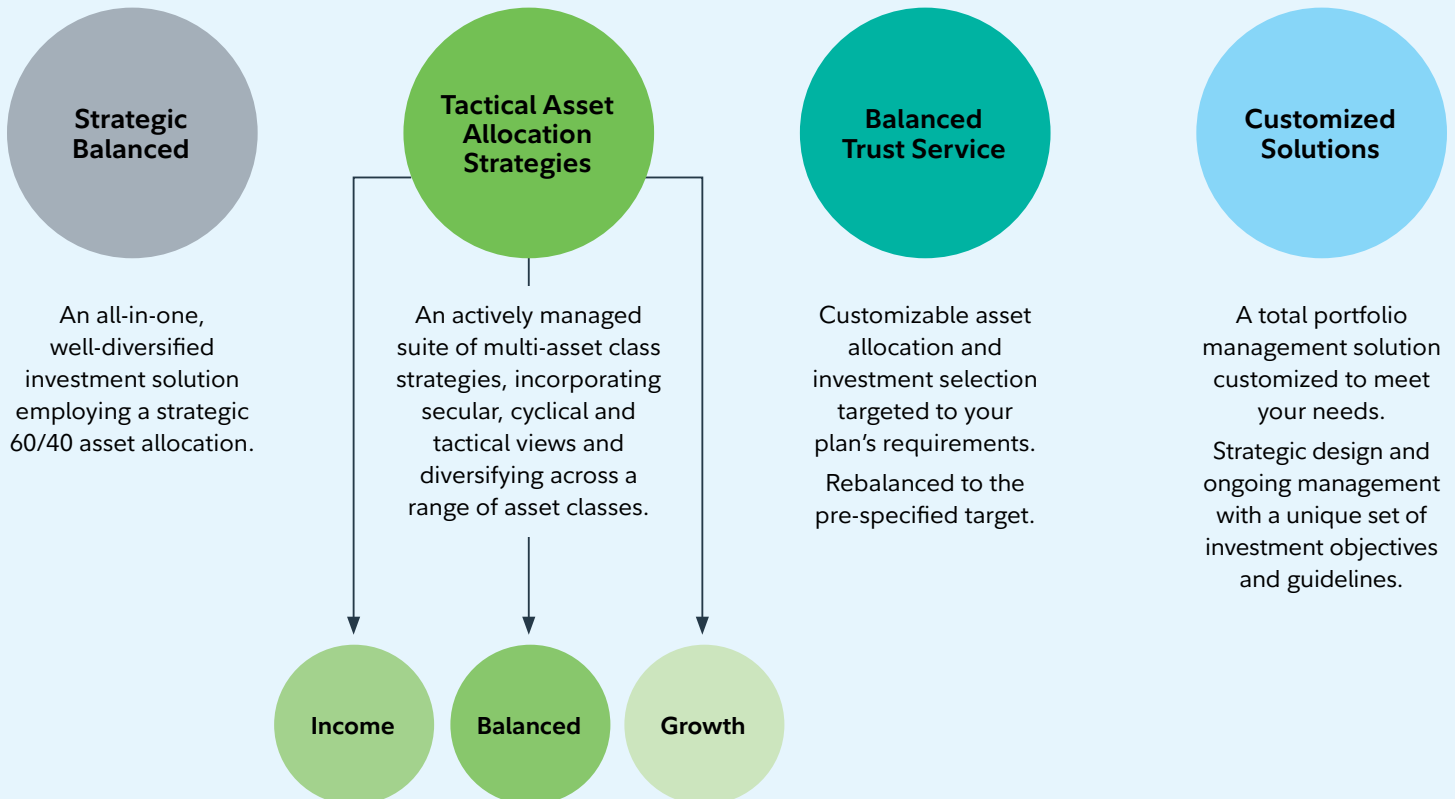 Strategic
Balanced
An all-in-one,
well-diversified
investment solution
employing a strategic
60/40 asset allocation.
Tactical Asset
Allocation
Strategies
An actively managed
suite of multi-asset class
strategies, incorporating
secular, cyclical and
tactical views and
diversifying across a
range of asset classes.
Income
Balanced
Growth
Balanced
Trust Service
Customizable asset
allocation and
investment selection
targeted to your
plan’s requirements.
Rebalanced to the
pre-specified target.
Customized
Solutions
A total portfolio
management solution
customized to meet
your needs.
Strategic design and
ongoing management
with a unique set of
investment objectives
and guidelines.